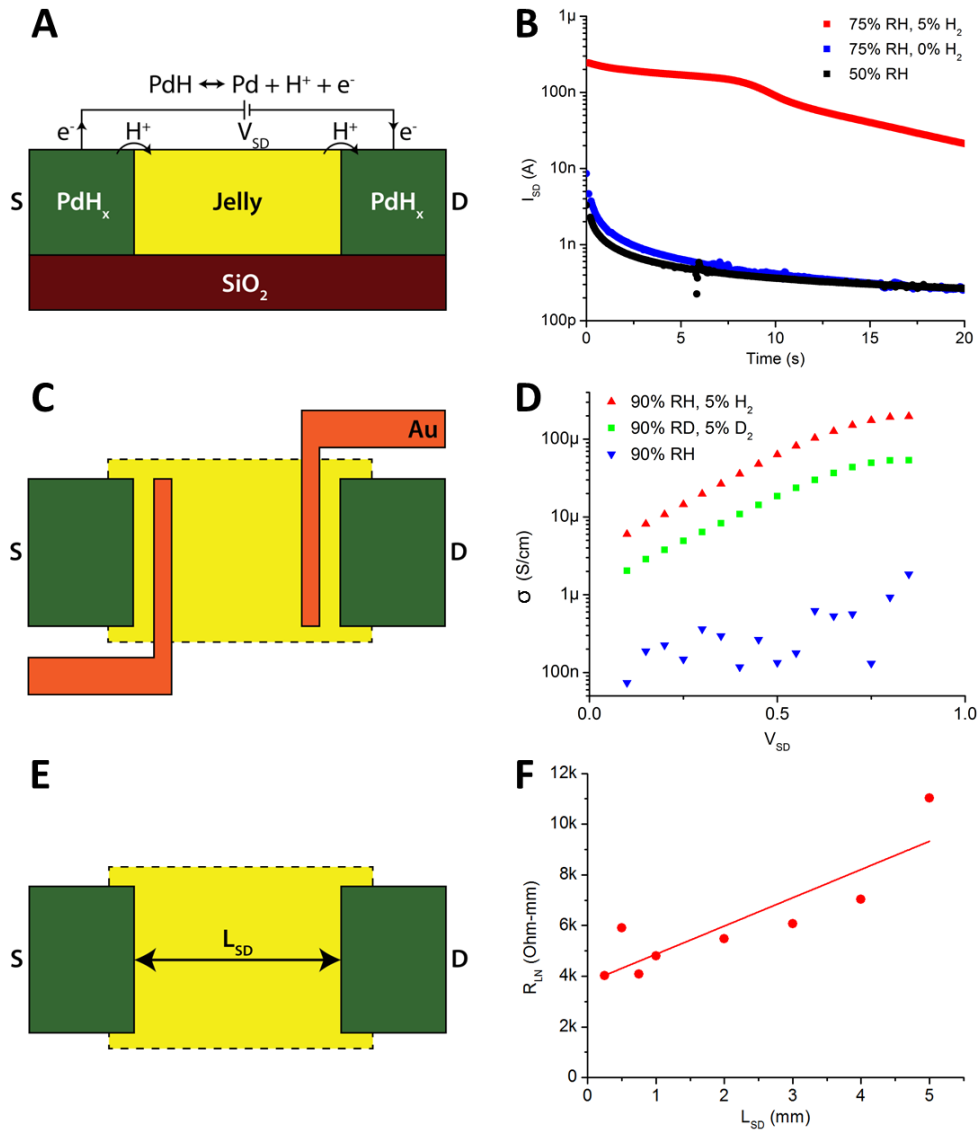 A
PdH ↔ Pd + H⁺ + e⁻
e⁻ H⁺ V_SD H⁺ e⁻
S PdHₓ Jelly PdHₓ D
SiO₂
B
75% RH, 5% H₂
75% RH, 0% H₂
50% RH
1µ
100n
10n
1n
100p
I_SD (A)
0 5 10 15 20
Time (s)
C
Au
S D
D
90% RH, 5% H₂
90% RD, 5% D₂
90% RH
100µ
10µ
1µ
100n
σ (S/cm)
0.0 0.5 1.0
V_SD
E
S L_SD D
F
12k
10k
8k
6k
4k
2k
0
R_LN (Ohm-mm)
1 2 3 4 5
L_SD (mm)